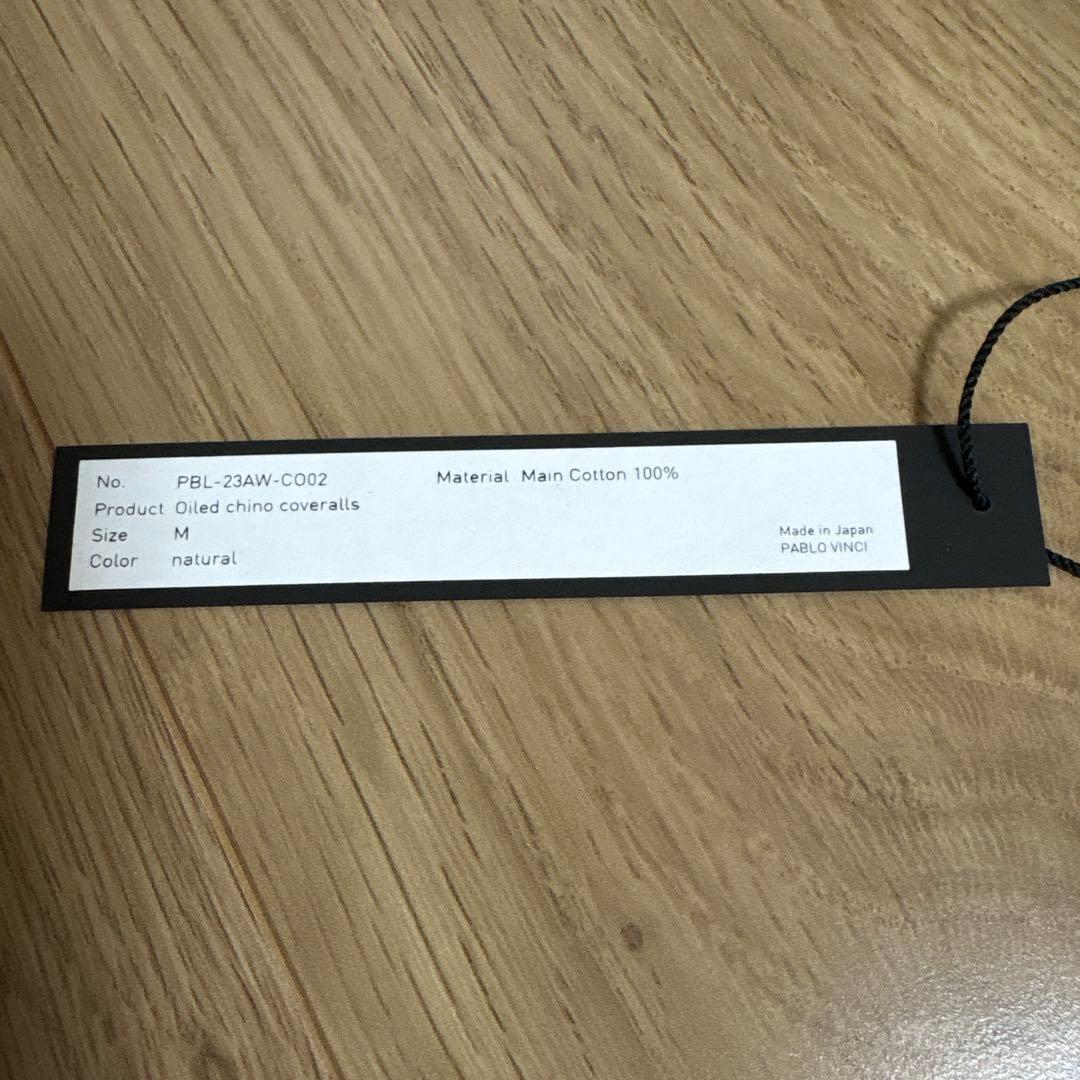 No. PBL-23AW-CO02
Product Oiled chino coveralls
Size M
Color natural
Material Main Cotton 100%
Made in Japan
PABLO VINCI